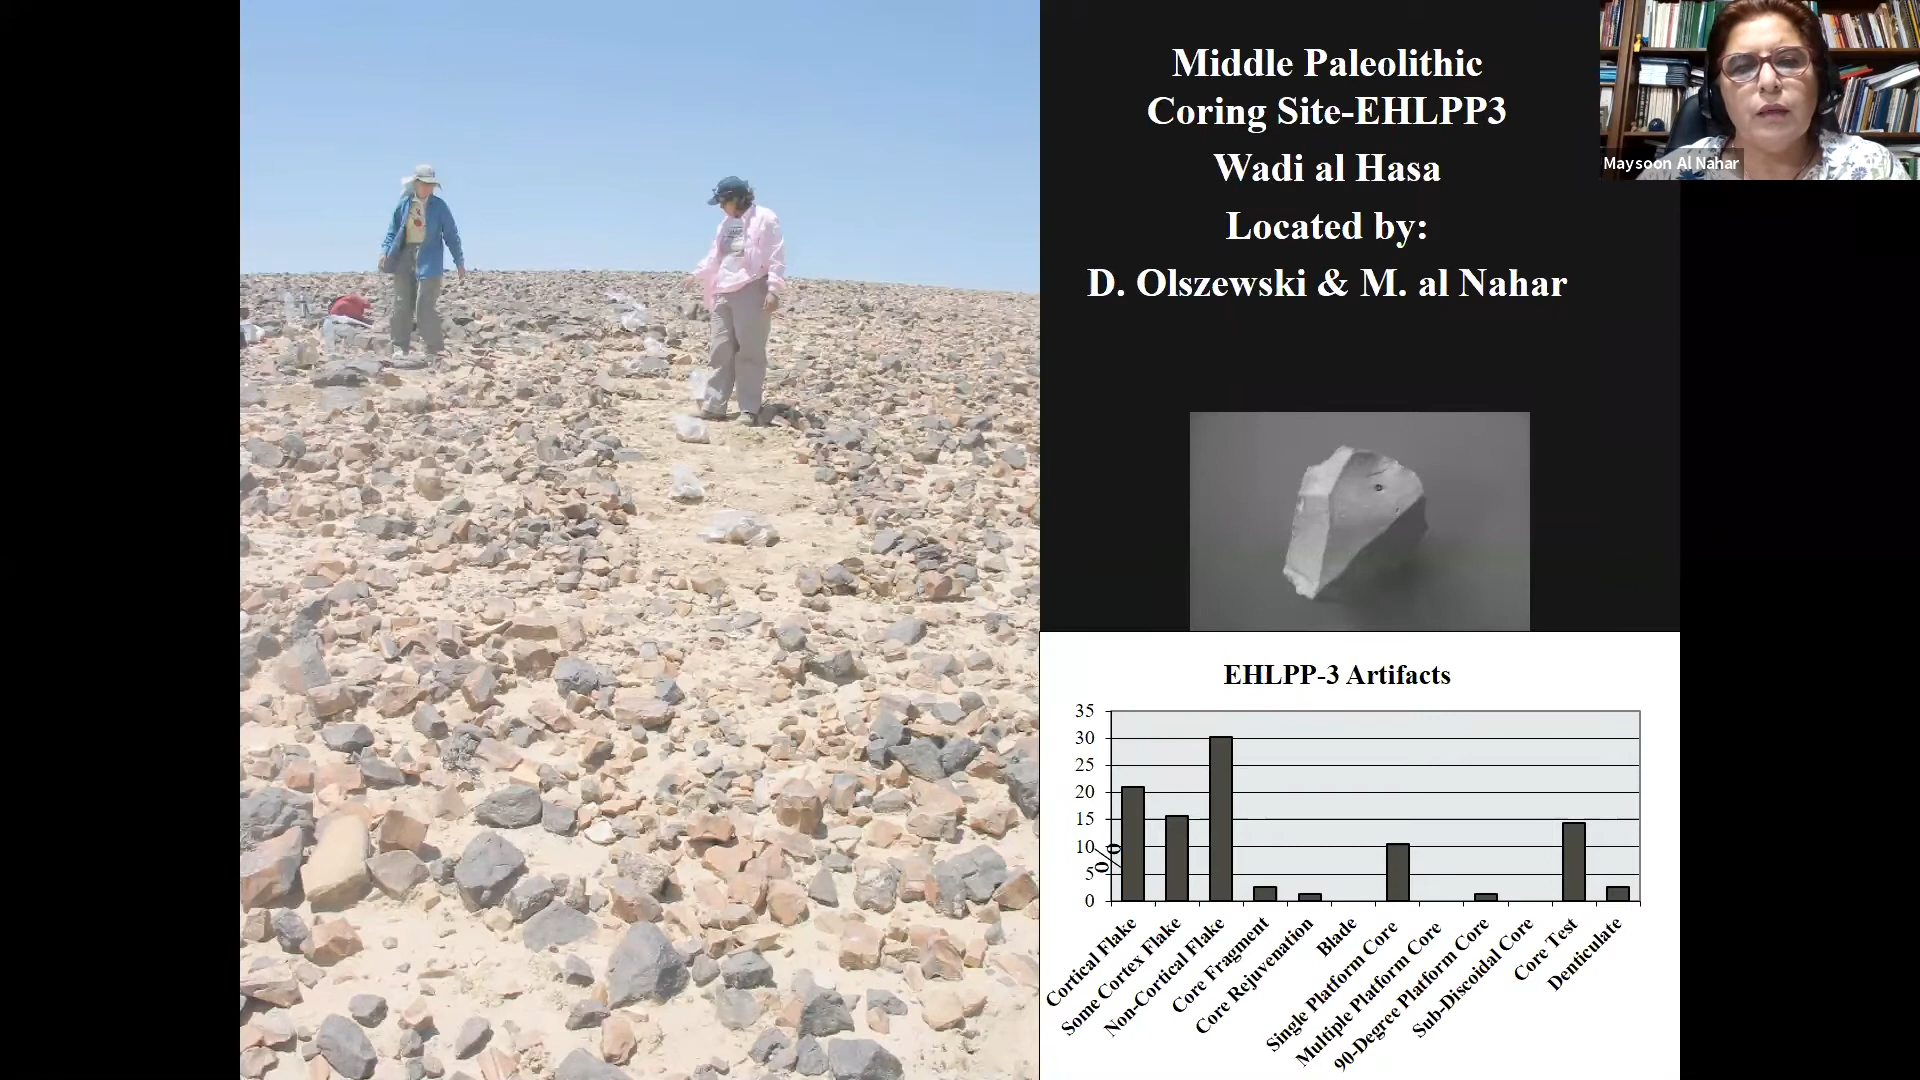 Middle Paleolithic
Coring Site-EHLPP3
Wadi al Hasa
Located by:
D. Olszewski & M. al Nahar
Maysoon Al Nahar
EHLPP-3 Artifacts
35
30
25
20
15
10
5
0
%
Cortical Flake
Some Cortex Flake
Non-Cortical Flake
Core Fragment
Core Rejuvenation
Blade
Single Platform Core
Multiple Platform Core
90-Degree Platform Core
Sub-Discoidal Core
Core Test
Denticulate